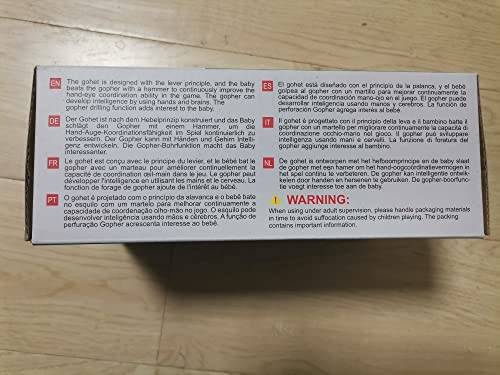 EN
The gohet is designed with the lever principle, and the baby
beats the gopher with a hammer to continuously improve the
hand-eye coordination ability in the game. The gopher can
develop intelligence by using hands and brains. The
gopher drilling function adds interest to the baby.
DE
Der Gohet ist nach dem Hebelprinzip konstruiert und das Baby
schlägt den Gopher mit einem Hammer, um die
Hand-Auge-Koordinationsfähigkeit im Spiel kontinuierlich zu
verbessern. Der Gopher kann mit Händen und Gehirn Intelli-
genz entwickeln. Die Gopher-Bohrfunktion macht das Baby
interessanter.
FR
Le gohet est conçu avec le principe du levier, et le bébé bat le
gopher avec un marteau pour améliorer continuellement la
capacité de coordination œil-main dans le jeu. Le gopher peut
développer l'intelligence en utilisant les mains et le cerveau. La
fonction de forage de gopher ajoute de l'intérêt au bébé.
PT
O gohet é projetado com o princípio da alavanca e o bebê bate
no esquilo com um martelo para melhorar continuamente a
capacidade de coordenação olho-mão no jogo. O esquilo pode
desenvolver inteligência usando mãos e cérebros. A função de
perfuração Gopher acrescenta interesse ao bebê.
ES
El gohet está diseñado con el principio de la palanca, y el bebé
golpea al gopher con un martillo para mejorar continuamente la
capacidad de coordinación mano-ojo en el juego. El gopher puede
desarrollar inteligencia usando manos y cerebros. La función de
perforación Gopher agrega interés al bebé.
IT
Il gohet è progettato con il principio della leva e il bambino batte il
gopher con un martello per migliorare continuamente la capacità di
coordinazione occhio-mano nel gioco. Il gopher può sviluppare
intelligenza usando mani e cervelli. La funzione di foratura del
gopher aggiunge interesse al bambino.
NL
De gohet is ontworpen met het hefboomprincipe en de baby slaat
de gopher met een hamer om het hand-oogcoördinatievermogen in
het spel continu te verbeteren. De gopher kan intelligentie ontwik-
kelen door handen en hersenen te gebruiken. De gopher-boorfunc-
tie voegt interesse toe aan de baby.
WARNING:
When using under adult supervision, please handle packaging materials
in time to avoid suffocation caused by children playing. The packing
contains important information.